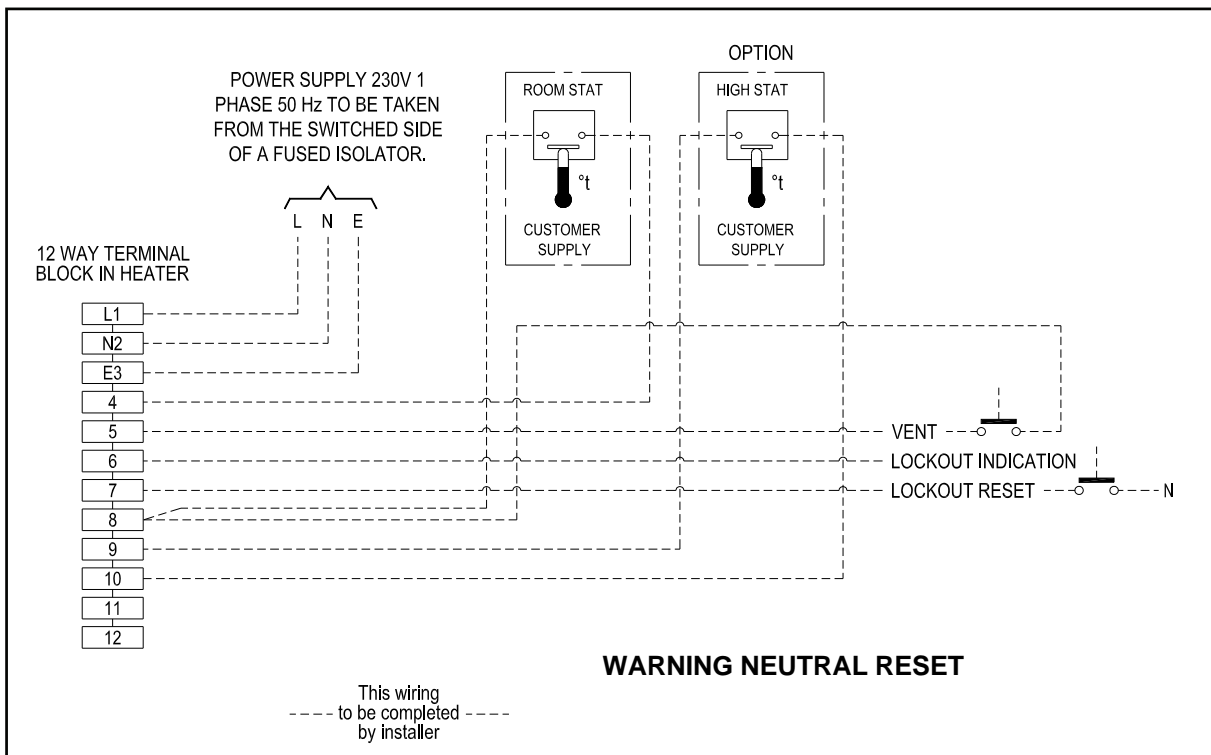 OPTION
POWER SUPPLY 230V 1
PHASE 50 Hz TO BE TAKEN
FROM THE SWITCHED SIDE
OF A FUSED ISOLATOR.
ROOM STAT
HIGH STAT
°t
°t
L N E
CUSTOMER
SUPPLY
CUSTOMER
SUPPLY
12 WAY TERMINAL
BLOCK IN HEATER
L1
N2
E3
4
5
VENT
6
LOCKOUT INDICATION
7
LOCKOUT RESET
N
8
9
10
11
12
WARNING NEUTRAL RESET
This wiring
to be completed
by installer